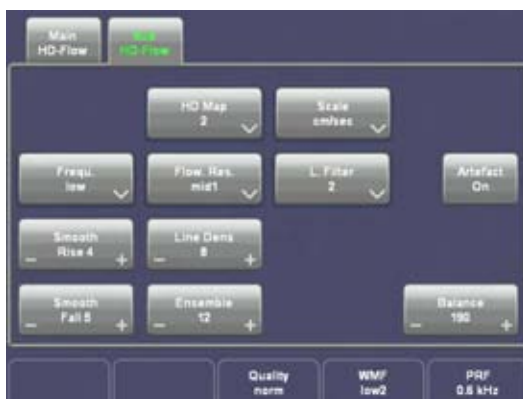 Main
HD-Flow
Sub
HD-Flow
HD Map
2
Scale
cm/sec
Frequ.
low
Flow. Res.
mid1
L. Filter
2
Artefact
On
Smooth
Rise 4
- +
Line Dens
8
- +
Smooth
Fall 5
- +
Ensemble
12
- +
Balance
190
- +
Quality
norm
WMF
low2
PRF
0.6 kHz